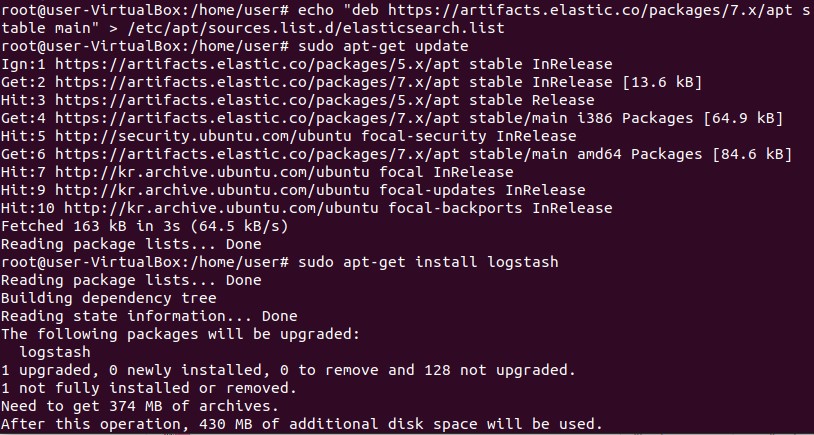 root@user-VirtualBox:/home/user# echo "deb https://artifacts.elastic.co/packages/7.x/apt s
table main" > /etc/apt/sources.list.d/elasticsearch.list
root@user-VirtualBox:/home/user# sudo apt-get update
Ign:1 https://artifacts.elastic.co/packages/5.x/apt stable InRelease
Get:2 https://artifacts.elastic.co/packages/7.x/apt stable InRelease [13.6 kB]
Hit:3 https://artifacts.elastic.co/packages/5.x/apt stable Release
Get:4 https://artifacts.elastic.co/packages/7.x/apt stable/main i386 Packages [64.9 kB]
Hit:5 http://security.ubuntu.com/ubuntu focal-security InRelease
Get:6 https://artifacts.elastic.co/packages/7.x/apt stable/main amd64 Packages [84.6 kB]
Hit:7 http://kr.archive.ubuntu.com/ubuntu focal InRelease
Hit:9 http://kr.archive.ubuntu.com/ubuntu focal-updates InRelease
Hit:10 http://kr.archive.ubuntu.com/ubuntu focal-backports InRelease
Fetched 163 kB in 3s (64.5 kB/s)
Reading package lists... Done
root@user-VirtualBox:/home/user# sudo apt-get install logstash
Reading package lists... Done
Building dependency tree
Reading state information... Done
The following packages will be upgraded:
  logstash
1 upgraded, 0 newly installed, 0 to remove and 128 not upgraded.
1 not fully installed or removed.
Need to get 374 MB of archives.
After this operation, 430 MB of additional disk space will be used.